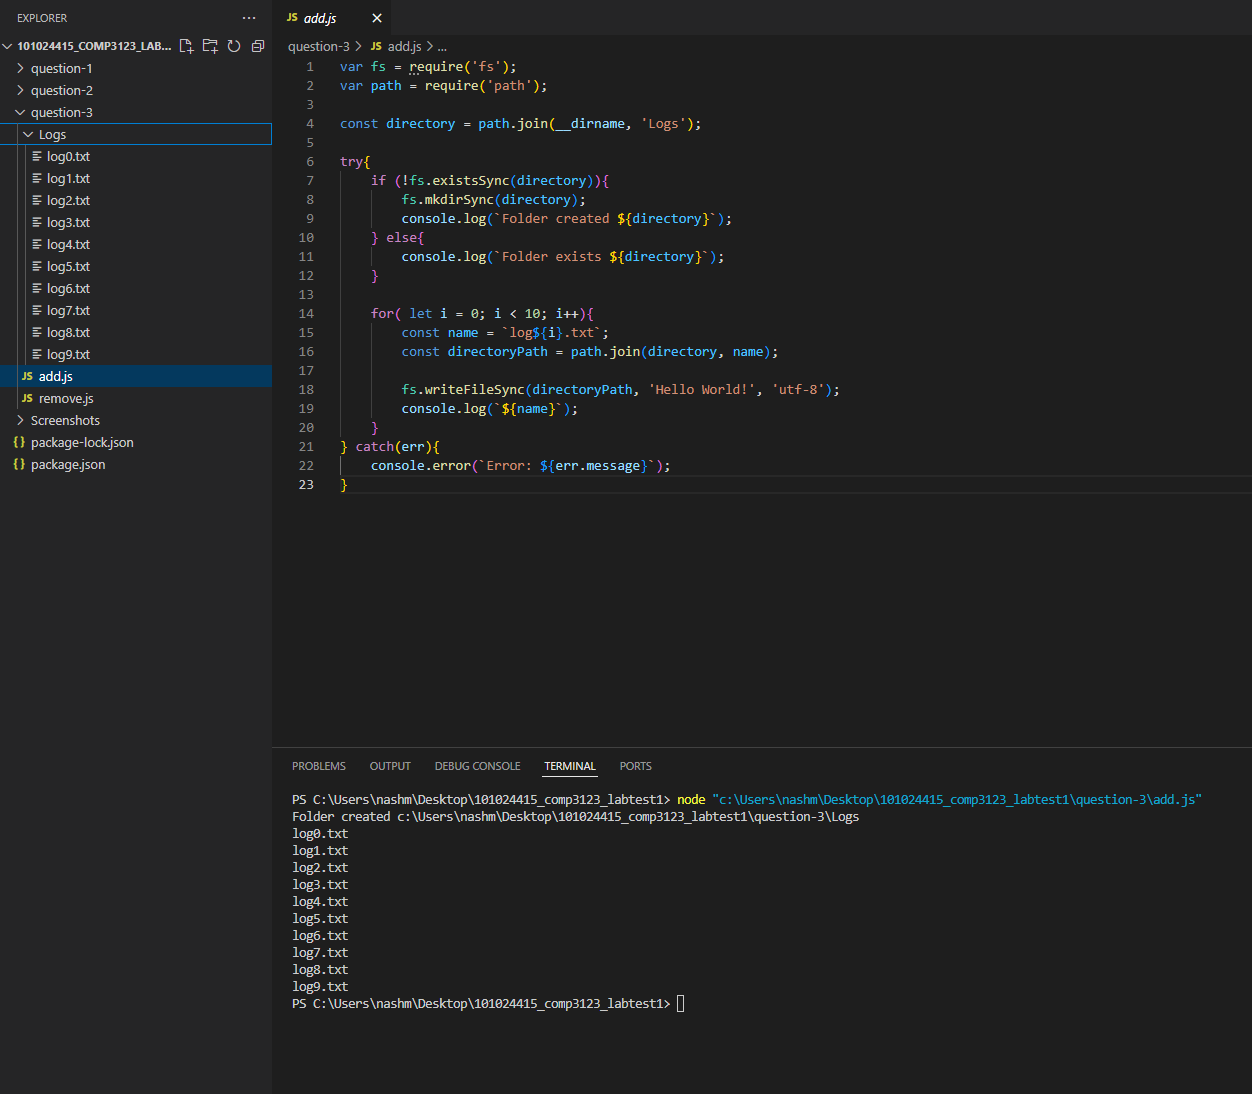 EXPLORER
101024415_COMP3123_LAB...
question-1
question-2
question-3
Logs
log0.txt
log1.txt
log2.txt
log3.txt
log4.txt
log5.txt
log6.txt
log7.txt
log8.txt
log9.txt
JS add.js
JS remove.js
Screenshots
{} package-lock.json
{} package.json
JS add.js
question-3 > JS add.js > ...
1 var fs = require('fs');
2 var path = require('path');
3
4 const directory = path.join(__dirname, 'Logs');
5
6 try{
7 if (!fs.existsSync(directory)){
8 fs.mkdirSync(directory);
9 console.log(`Folder created ${directory}`);
10 } else{
11 console.log(`Folder exists ${directory}`);
12 }
13
14 for( let i = 0; i < 10; i++){
15 const name = `log${i}.txt`;
16 const directoryPath = path.join(directory, name);
17
18 fs.writeFileSync(directoryPath, 'Hello World!', 'utf-8');
19 console.log(`${name}`);
20 }
21 } catch(err){
22 console.error(`Error: ${err.message}`);
23 }
PROBLEMS OUTPUT DEBUG CONSOLE TERMINAL PORTS
PS C:\Users\nashm\Desktop\101024415_comp3123_labtest1> node "c:\Users\nashm\Desktop\101024415_comp3123_labtest1\question-3\add.js"
Folder created c:\Users\nashm\Desktop\101024415_comp3123_labtest1\question-3\Logs
log0.txt
log1.txt
log2.txt
log3.txt
log4.txt
log5.txt
log6.txt
log7.txt
log8.txt
log9.txt
PS C:\Users\nashm\Desktop\101024415_comp3123_labtest1>